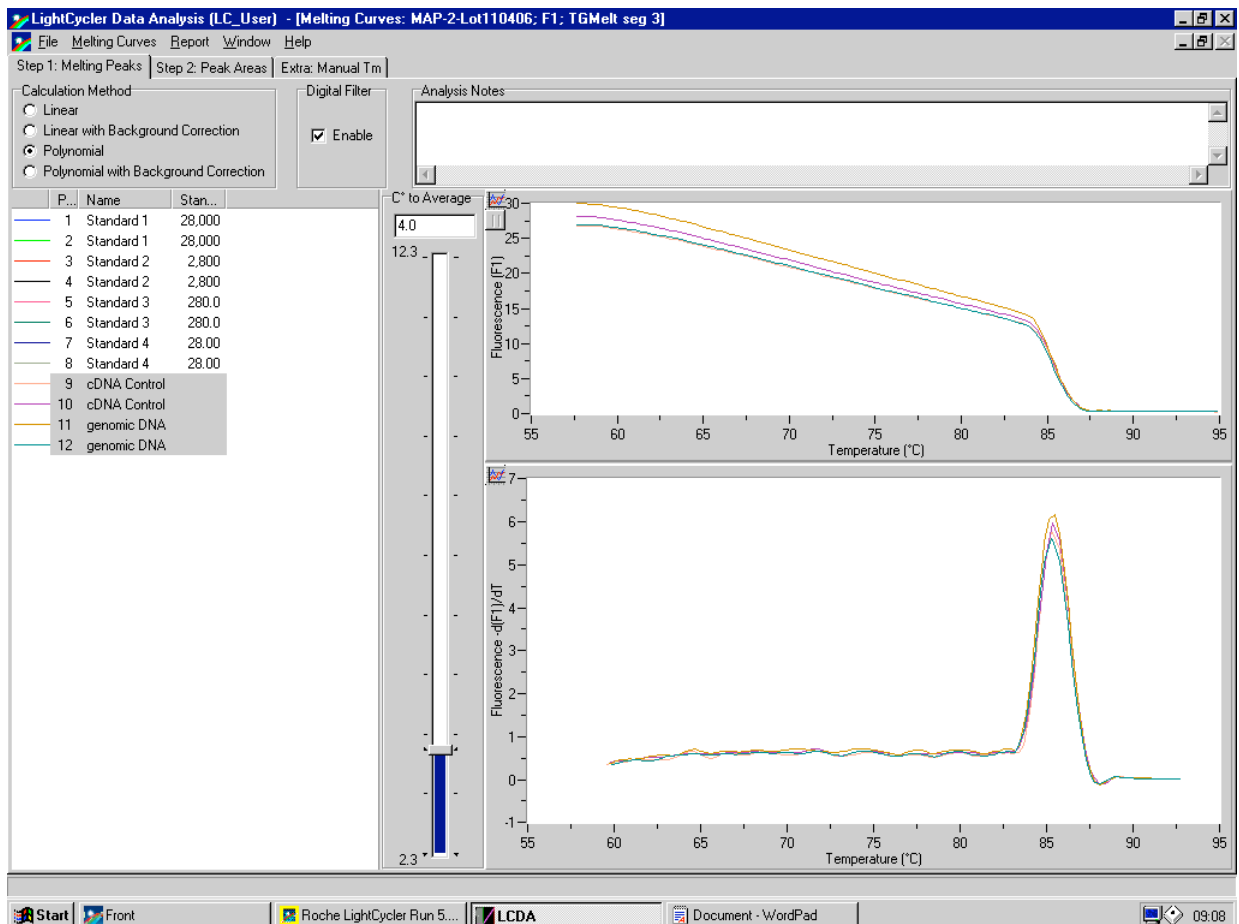 LightCycler Data Analysis (LC_User) - [Melting Curves: MAP-2-Lot110406; F1; TGMelt seg 3]
File Melting Curves Report Window Help
Step 1: Melting Peaks Step 2: Peak Areas Extra: Manual Tm
Calculation Method
Linear
Linear with Background Correction
Polynomial
Polynomial with Background Correction
Digital Filter
Enable
Analysis Notes
P... Name Stan...
1 Standard 1 28,000
2 Standard 1 28,000
3 Standard 2 2,800
4 Standard 2 2,800
5 Standard 3 280.0
6 Standard 3 280.0
7 Standard 4 28.00
8 Standard 4 28.00
9 cDNA Control
10 cDNA Control
11 genomic DNA
12 genomic DNA
C° to Average
4.0
12.3
2.3
Fluorescence (F1)
30
25
20
15
10
5
0
55 60 65 70 75 80 85 90 95
Temperature (°C)
Fluorescence -d(F1)/dT
7
6
5
4
3
2
1
0
-1
55 60 65 70 75 80 85 90 95
Temperature (°C)
Start Front Roche LightCycler Run 5.... LCDA Document - WordPad 09:08